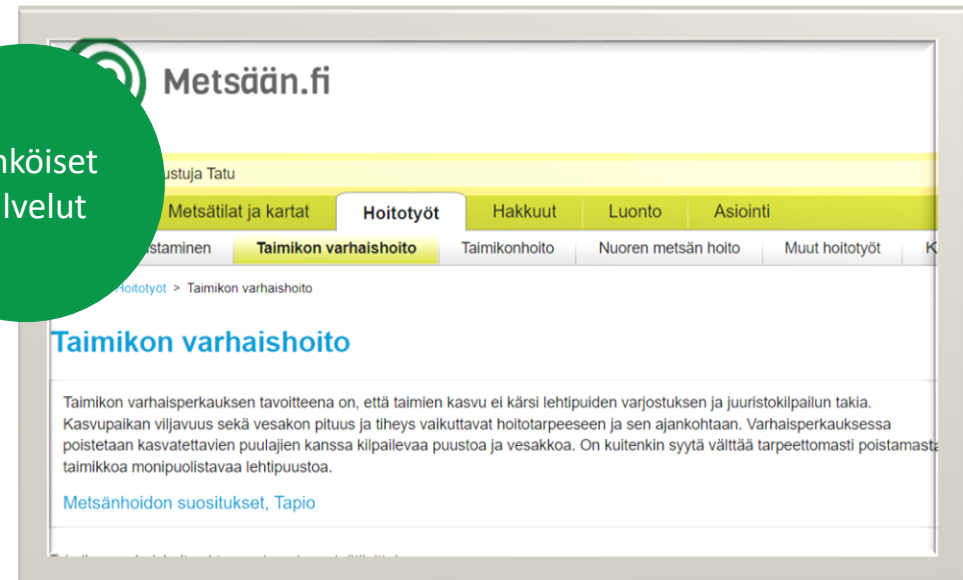 Metsään.fi
nköiset
lvelut
ustuja Tatu
Metsätilat ja kartat Hoitotyöt Hakkuut Luonto Asiointi
staminen Taimikon varhaishoito Taimikonhoito Nuoren metsän hoito Muut hoitotyöt K
Hoitotyöt > Taimikon varhaishoito
Taimikon varhaishoito
Taimikon varhaisperkauksen tavoitteena on, että taimien kasvu ei kärsi lehtipuiden varjostuksen ja juuristokilpailun takia.
Kasvupaikan viljavuus sekä vesakon pituus ja tiheys vaikuttavat hoitotarpeeseen ja sen ajankohtaan. Varhaisperkauksessa
poistetaan kasvatettavien puulajien kanssa kilpailevaa puustoa ja vesakkoa. On kuitenkin syytä välttää tarpeettomasti poistamasta
taimikkoa monipuolistavaa lehtipuustoa.
Metsänhoidon suositukset, Tapio